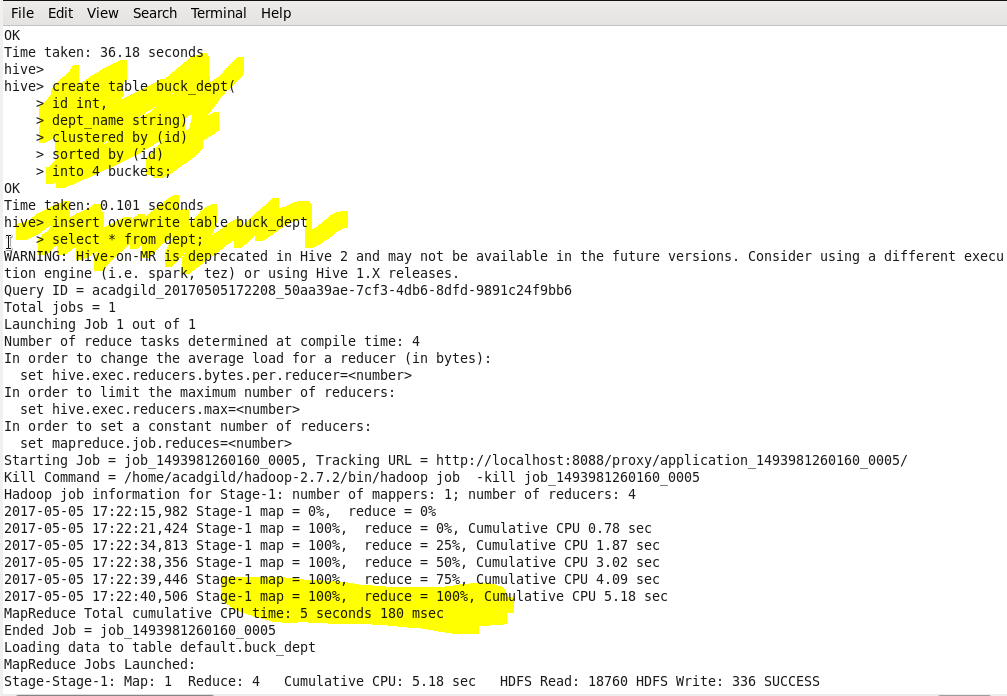 File Edit View Search Terminal Help
OK
Time taken: 36.18 seconds
hive>
hive> create table buck_dept(
    > id int,
    > dept_name string)
    > clustered by (id)
    > sorted by (id)
    > into 4 buckets;
OK
Time taken: 0.101 seconds
hive> insert overwrite table buck_dept
    > select * from dept;
WARNING: Hive-on-MR is deprecated in Hive 2 and may not be available in the future versions. Consider using a different execu
tion engine (i.e. spark, tez) or using Hive 1.X releases.
Query ID = acadgild_20170505172208_50aa39ae-7cf3-4db6-8dfd-9891c24f9bb6
Total jobs = 1
Launching Job 1 out of 1
Number of reduce tasks determined at compile time: 4
In order to change the average load for a reducer (in bytes):
  set hive.exec.reducers.bytes.per.reducer=<number>
In order to limit the maximum number of reducers:
  set hive.exec.reducers.max=<number>
In order to set a constant number of reducers:
  set mapreduce.job.reduces=<number>
Starting Job = job_1493981260160_0005, Tracking URL = http://localhost:8088/proxy/application_1493981260160_0005/
Kill Command = /home/acadgild/hadoop-2.7.2/bin/hadoop job  -kill job_1493981260160_0005
Hadoop job information for Stage-1: number of mappers: 1; number of reducers: 4
2017-05-05 17:22:15,982 Stage-1 map = 0%,  reduce = 0%
2017-05-05 17:22:21,424 Stage-1 map = 100%,  reduce = 0%, Cumulative CPU 0.78 sec
2017-05-05 17:22:34,813 Stage-1 map = 100%,  reduce = 25%, Cumulative CPU 1.87 sec
2017-05-05 17:22:38,356 Stage-1 map = 100%,  reduce = 50%, Cumulative CPU 3.02 sec
2017-05-05 17:22:39,446 Stage-1 map = 100%,  reduce = 75%, Cumulative CPU 4.09 sec
2017-05-05 17:22:40,506 Stage-1 map = 100%,  reduce = 100%, Cumulative CPU 5.18 sec
MapReduce Total cumulative CPU time: 5 seconds 180 msec
Ended Job = job_1493981260160_0005
Loading data to table default.buck_dept
MapReduce Jobs Launched:
Stage-Stage-1: Map: 1  Reduce: 4   Cumulative CPU: 5.18 sec   HDFS Read: 18760 HDFS Write: 336 SUCCESS